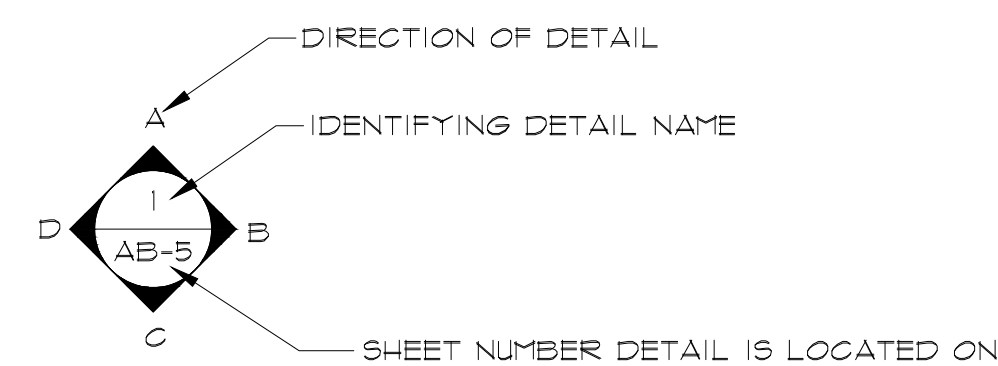 DIRECTION OF DETAIL
A
IDENTIFYING DETAIL NAME
1
D
B
AB-5
C
SHEET NUMBER DETAIL IS LOCATED ON